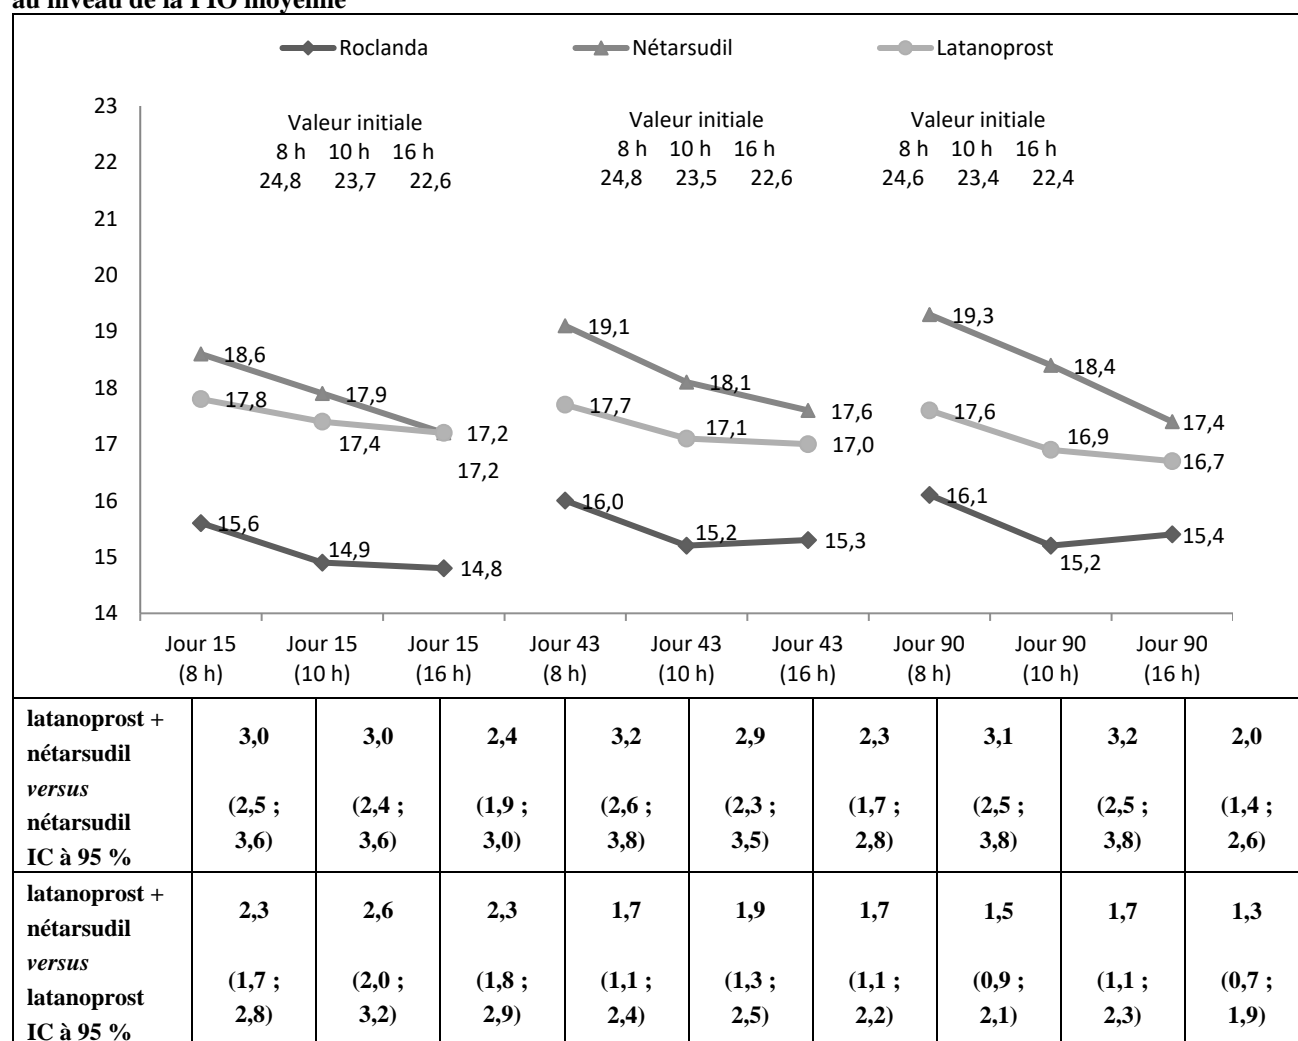 au niveau de la PIO moyenne
Roclanda Nétarsudil Latanoprost
23
22
21
20
19
18
17
16
15
14
Valeur initiale
8 h 10 h 16 h
24,8 23,7 22,6
Valeur initiale
8 h 10 h 16 h
24,8 23,5 22,6
Valeur initiale
8 h 10 h 16 h
24,6 23,4 22,4
18,6 17,9 17,2
17,8 17,4 17,2
15,6 14,9 14,8
19,1 18,1 17,6
17,7 17,1 17,0
16,0 15,2 15,3
19,3 18,4 17,4
17,6 16,9 16,7
16,1 15,2 15,4
Jour 15 Jour 15 Jour 15 Jour 43 Jour 43 Jour 43 Jour 90 Jour 90 Jour 90
(8 h) (10 h) (16 h) (8 h) (10 h) (16 h) (8 h) (10 h) (16 h)
latanoprost +
nétarsudil
versus
nétarsudil
IC à 95 %
3,0 3,0 2,4 3,2 2,9 2,3 3,1 3,2 2,0
(2,5 ; (2,4 ; (1,9 ; (2,6 ; (2,3 ; (1,7 ; (2,5 ; (2,5 ; (1,4 ;
3,6) 3,6) 3,0) 3,8) 3,5) 2,8) 3,8) 3,8) 2,6)
latanoprost +
nétarsudil
versus
latanoprost
IC à 95 %
2,3 2,6 2,3 1,7 1,9 1,7 1,5 1,7 1,3
(1,7 ; (2,0 ; (1,8 ; (1,1 ; (1,3 ; (1,1 ; (0,9 ; (1,1 ; (0,7 ;
2,8) 3,2) 2,9) 2,4) 2,5) 2,2) 2,1) 2,3) 1,9)